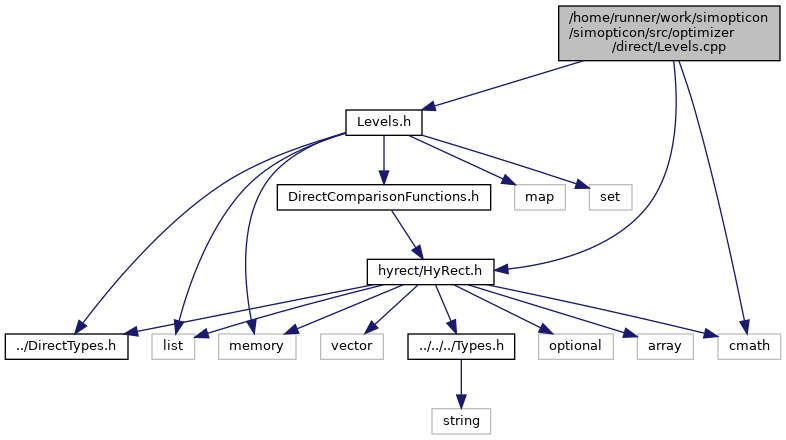 /home/runner/work/simopticon
/simopticon/src/optimizer
/direct/Levels.cpp
Levels.h
DirectComparisonFunctions.h
map
set
hyrect/HyRect.h
../DirectTypes.h
list
memory
vector
../../../Types.h
optional
array
cmath
string